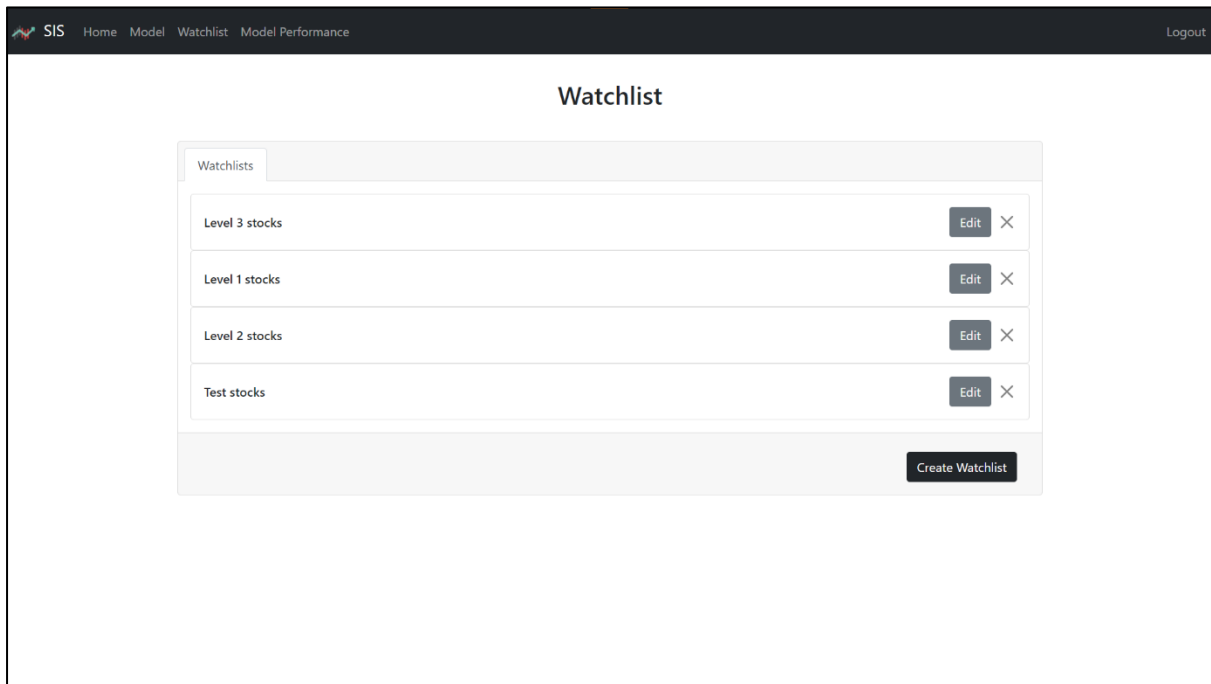 SIS Home Model Watchlist Model Performance Logout
Watchlist
Watchlists
Level 3 stocks Edit
Level 1 stocks Edit
Level 2 stocks Edit
Test stocks Edit
Create Watchlist